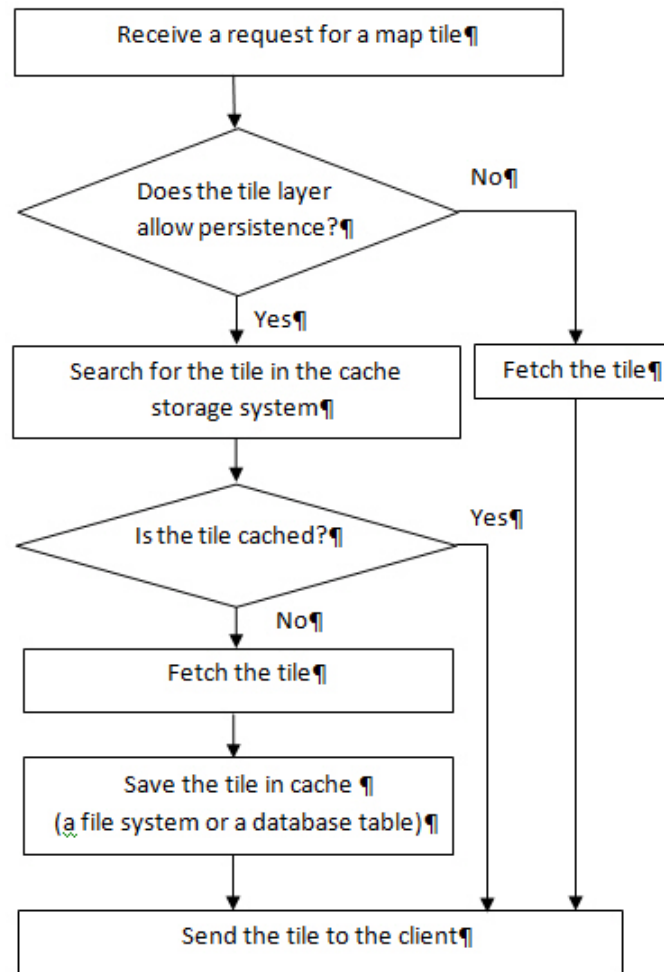 Receive a request for a map tile¶
Does the tile layer
allow persistence?¶
No¶
Yes¶
Search for the tile in the cache
storage system¶
Fetch the tile¶
Is the tile cached?¶
Yes¶
No¶
Fetch the tile¶
Save the tile in cache ¶
(a file system or a database table)¶
Send the tile to the client¶